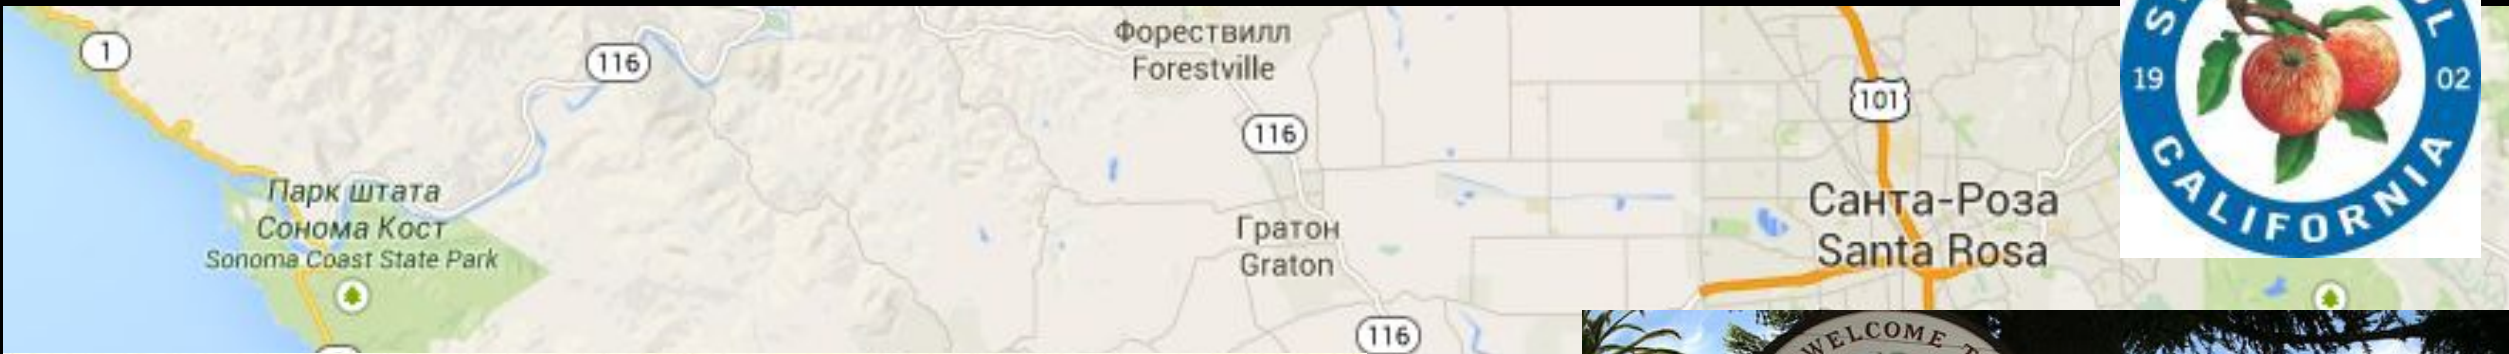 1
116
Форествилл
Forestville
101
116
Парк штата
Сономa Кост
Sonoma Coast State Park
Гратон
Graton
Санта-Роза
Santa Rosa
116
19 02
CALIFORNIA
WELCOME